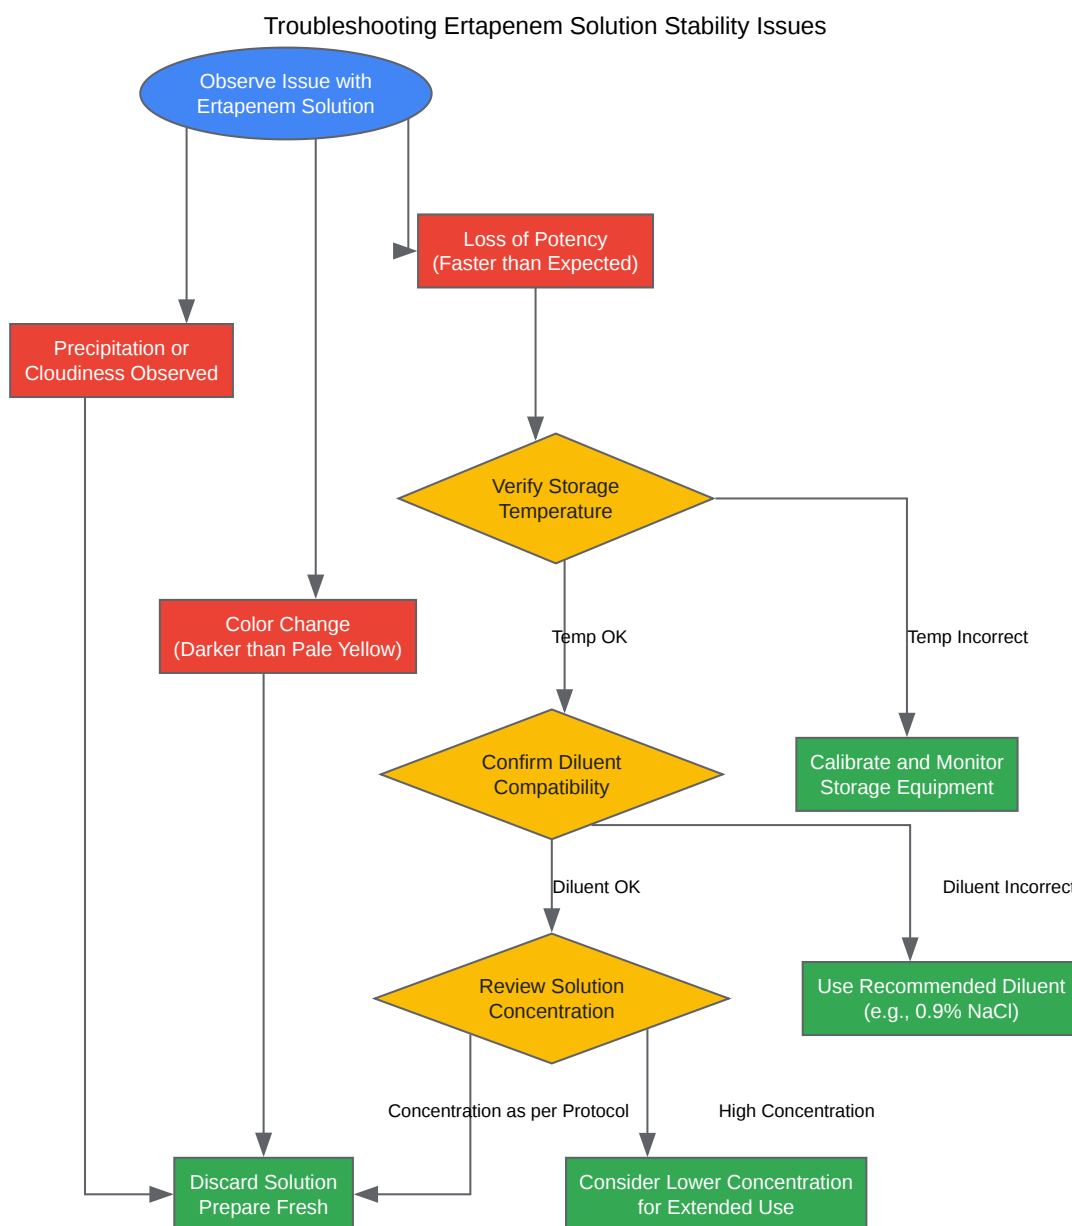 Troubleshooting Ertapenem Solution Stability Issues
Observe Issue with
Ertapenem Solution
Loss of Potency
(Faster than Expected)
Precipitation or
Cloudiness Observed
Verify Storage
Temperature
Color Change
(Darker than Pale Yellow)
Temp OK
Temp Incorrect
Confirm Diluent
Compatibility
Calibrate and Monitor
Storage Equipment
Diluent OK
Diluent Incorrect
Review Solution
Concentration
Use Recommended Diluent
(e.g., 0.9% NaCl)
Concentration as per Protocol
High Concentration
Discard Solution
Prepare Fresh
Consider Lower Concentration
for Extended Use